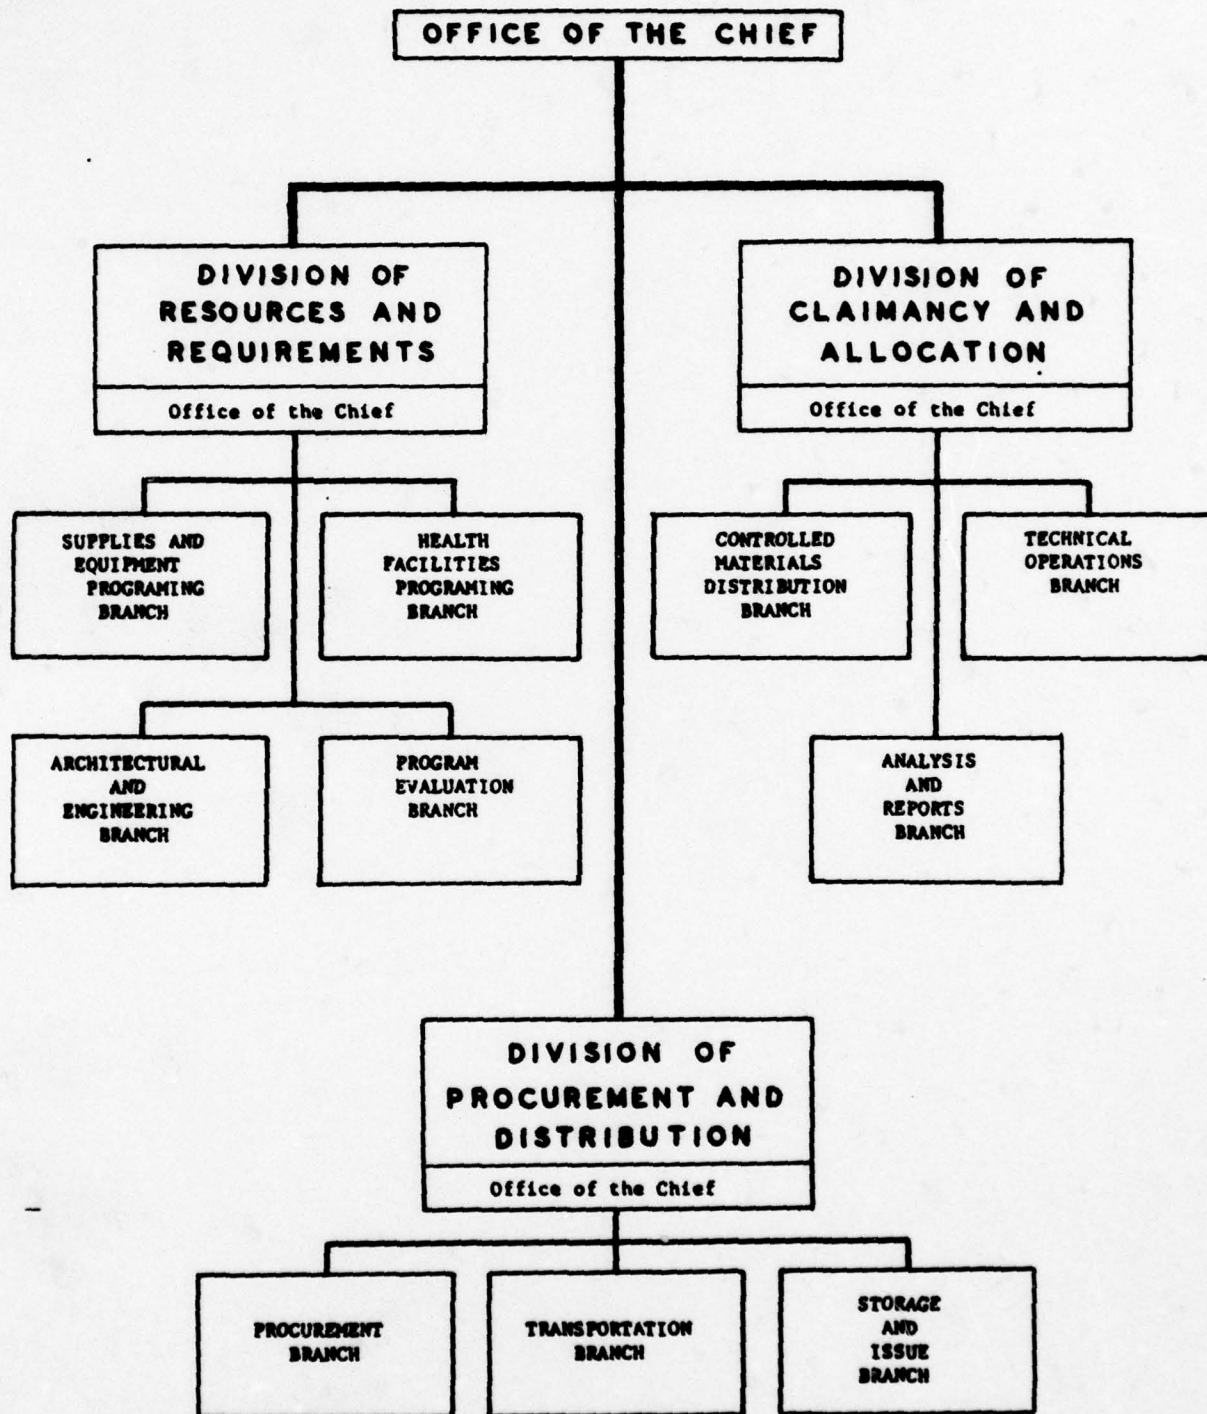 OFFICE OF THE CHIEF
DIVISION OF
RESOURCES AND
REQUIREMENTS
Office of the Chief
DIVISION OF
CLAIMANCY AND
ALLOCATION
Office of the Chief
SUPPLIES AND
EQUIPMENT
PROGRAMING
BRANCH
HEALTH
FACILITIES
PROGRAMING
BRANCH
CONTROLLED
MATERIALS
DISTRIBUTION
BRANCH
TECHNICAL
OPERATIONS
BRANCH
ARCHITECTURAL
AND
ENGINEERING
BRANCH
PROGRAM
EVALUATION
BRANCH
ANALYSIS
AND
REPORTS
BRANCH
DIVISION OF
PROCUREMENT AND
DISTRIBUTION
Office of the Chief
PROCUREMENT
BRANCH
TRANSPORTATION
BRANCH
STORAGE
AND
ISSUE
BRANCH